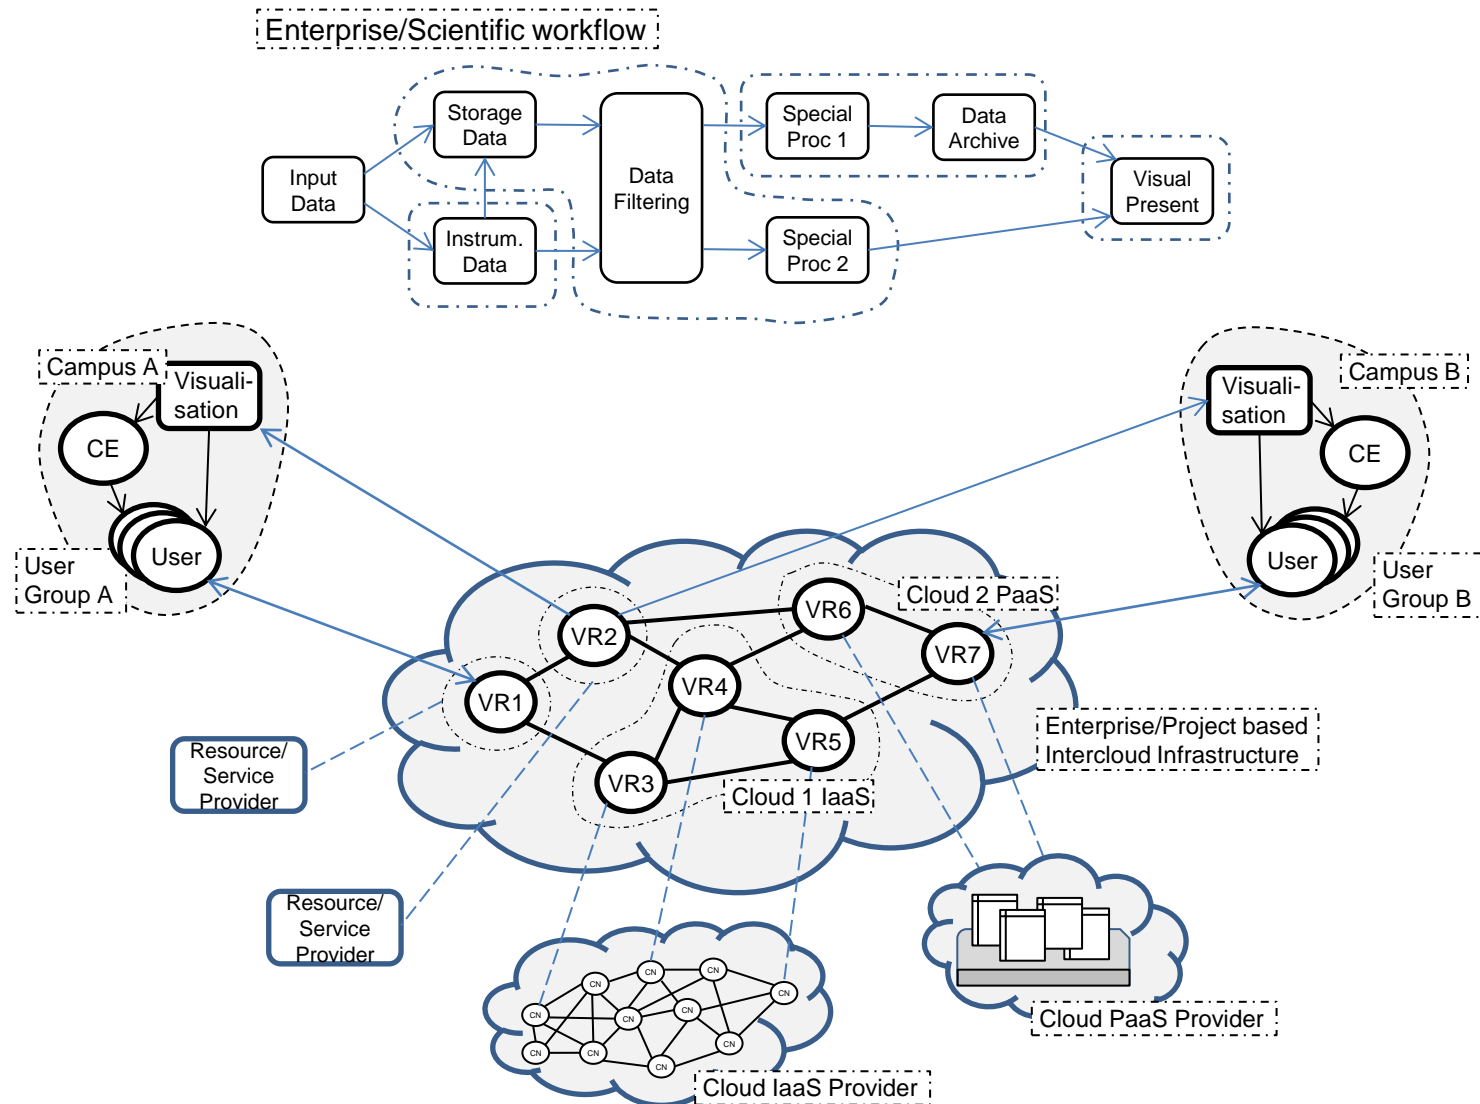 Enterprise/Scientific workflow
Storage
Data
Special
Proc 1
Data
Archive
Input
Data
Data
Filtering
Visual
Present
Instrum.
Data
Special
Proc 2
Campus A
Visuali-
sation
CE
User
User
Group A
Campus B
Visuali-
sation
CE
User
User
Group B
Cloud 2 PaaS
VR6
VR2
VR7
VR4
VR1
VR5
VR3
Cloud 1 IaaS
Enterprise/Project based
Intercloud Infrastructure
Resource/
Service
Provider
Resource/
Service
Provider
CN
CN
CN
CN
CN
CN
CN
CN
CN
CN
CN
CN
Cloud PaaS Provider
Cloud IaaS Provider